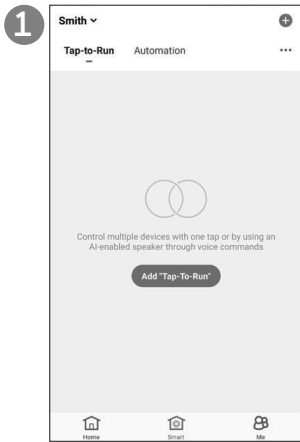 1
Smith
Tap-to-Run Automation
Control multiple devices with one tap or by using an
AI-enabled speaker through voice commands
Add "Tap-To-Run"
Home Smart Me